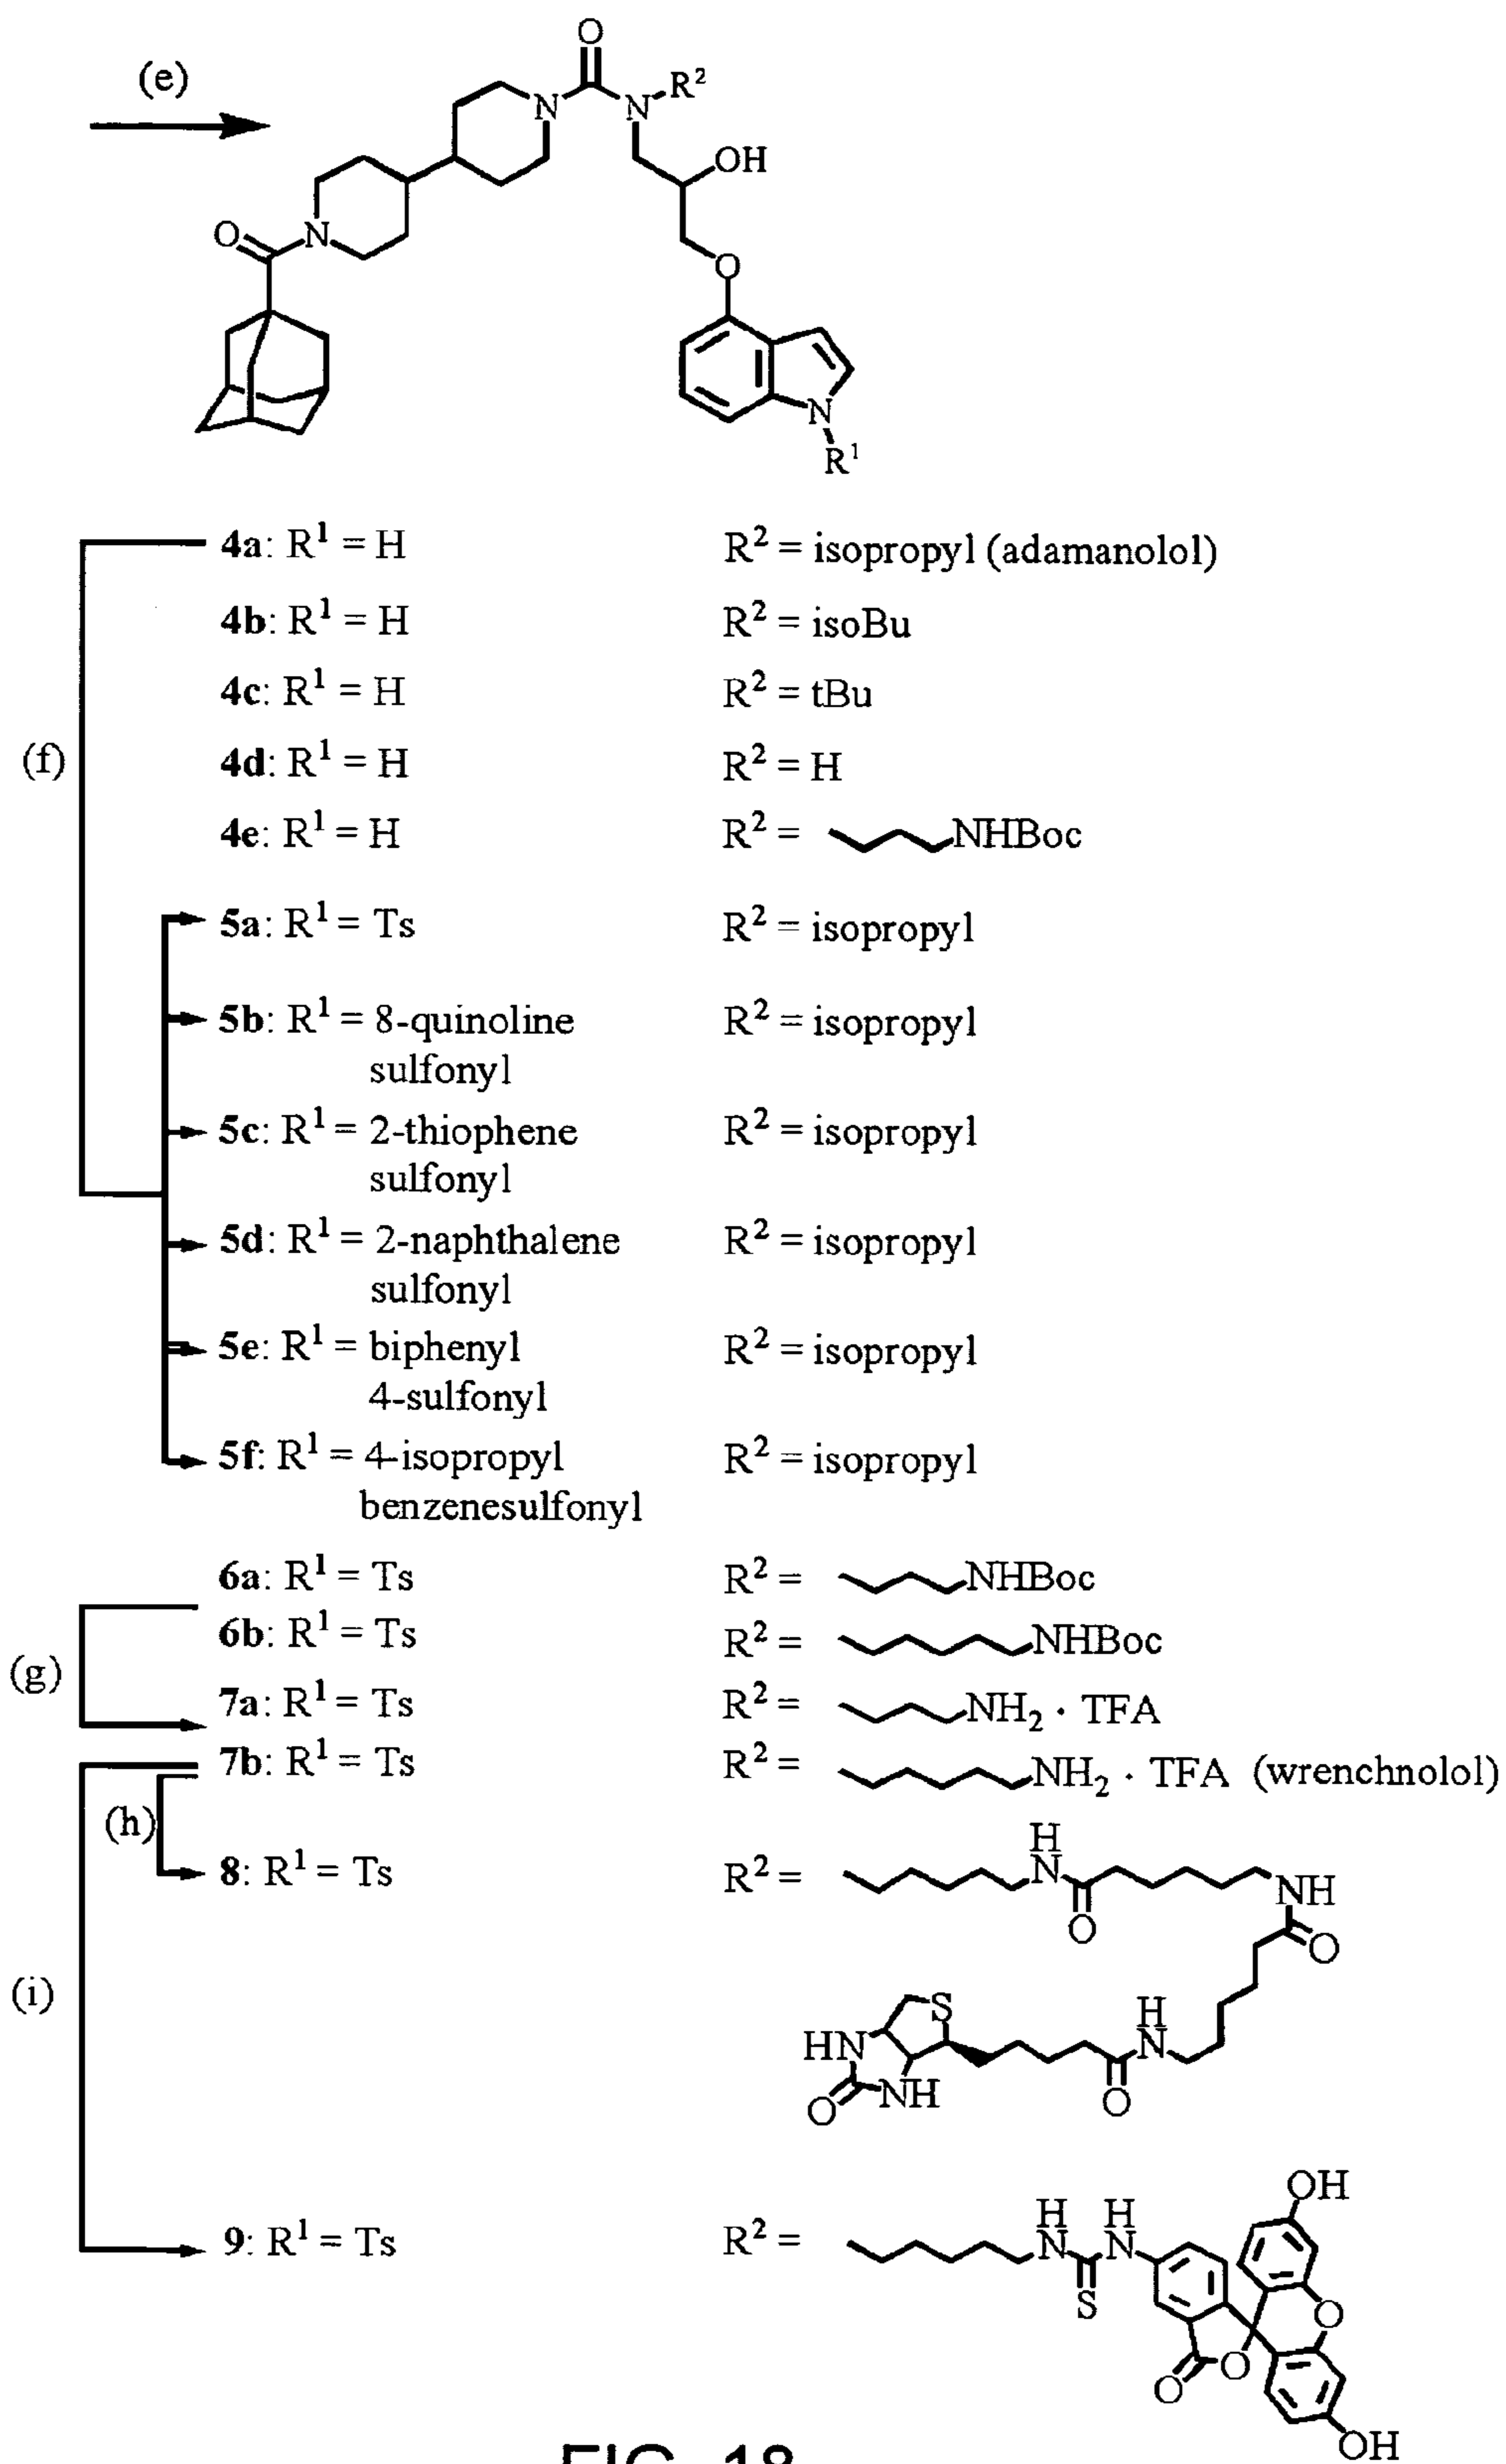 (e)
O
N
N
R²
OH
O
N
O
N
R¹
4a: R¹ = H R² = isopropyl (adamanolol)
4b: R¹ = H R² = isoBu
4c: R¹ = H R² = tBu
(f)
4d: R¹ = H R² = H
4e: R¹ = H R² = NHBoc
5a: R¹ = Ts R² = isopropyl
5b: R¹ = 8-quinoline R² = isopropyl
sulfonyl
5c: R¹ = 2-thiophene R² = isopropyl
sulfonyl
5d: R¹ = 2-naphthalene R² = isopropyl
sulfonyl
5e: R¹ = biphenyl R² = isopropyl
4-sulfonyl
5f: R¹ = 4-isopropyl R² = isopropyl
benzenesulfonyl
6a: R¹ = Ts R² = NHBoc
6b: R¹ = Ts R² = NHBoc
(g)
7a: R¹ = Ts R² = NH₂ · TFA
7b: R¹ = Ts R² = NH₂ · TFA (wrenchnolol)
(h)
8: R¹ = Ts R² =
H
N
O
NH
O
(i)
S
H
N
HN
NH
O
O
9: R¹ = Ts R² =
H
N
H
N
S
OH
O
O
O
OH
FIG. 18